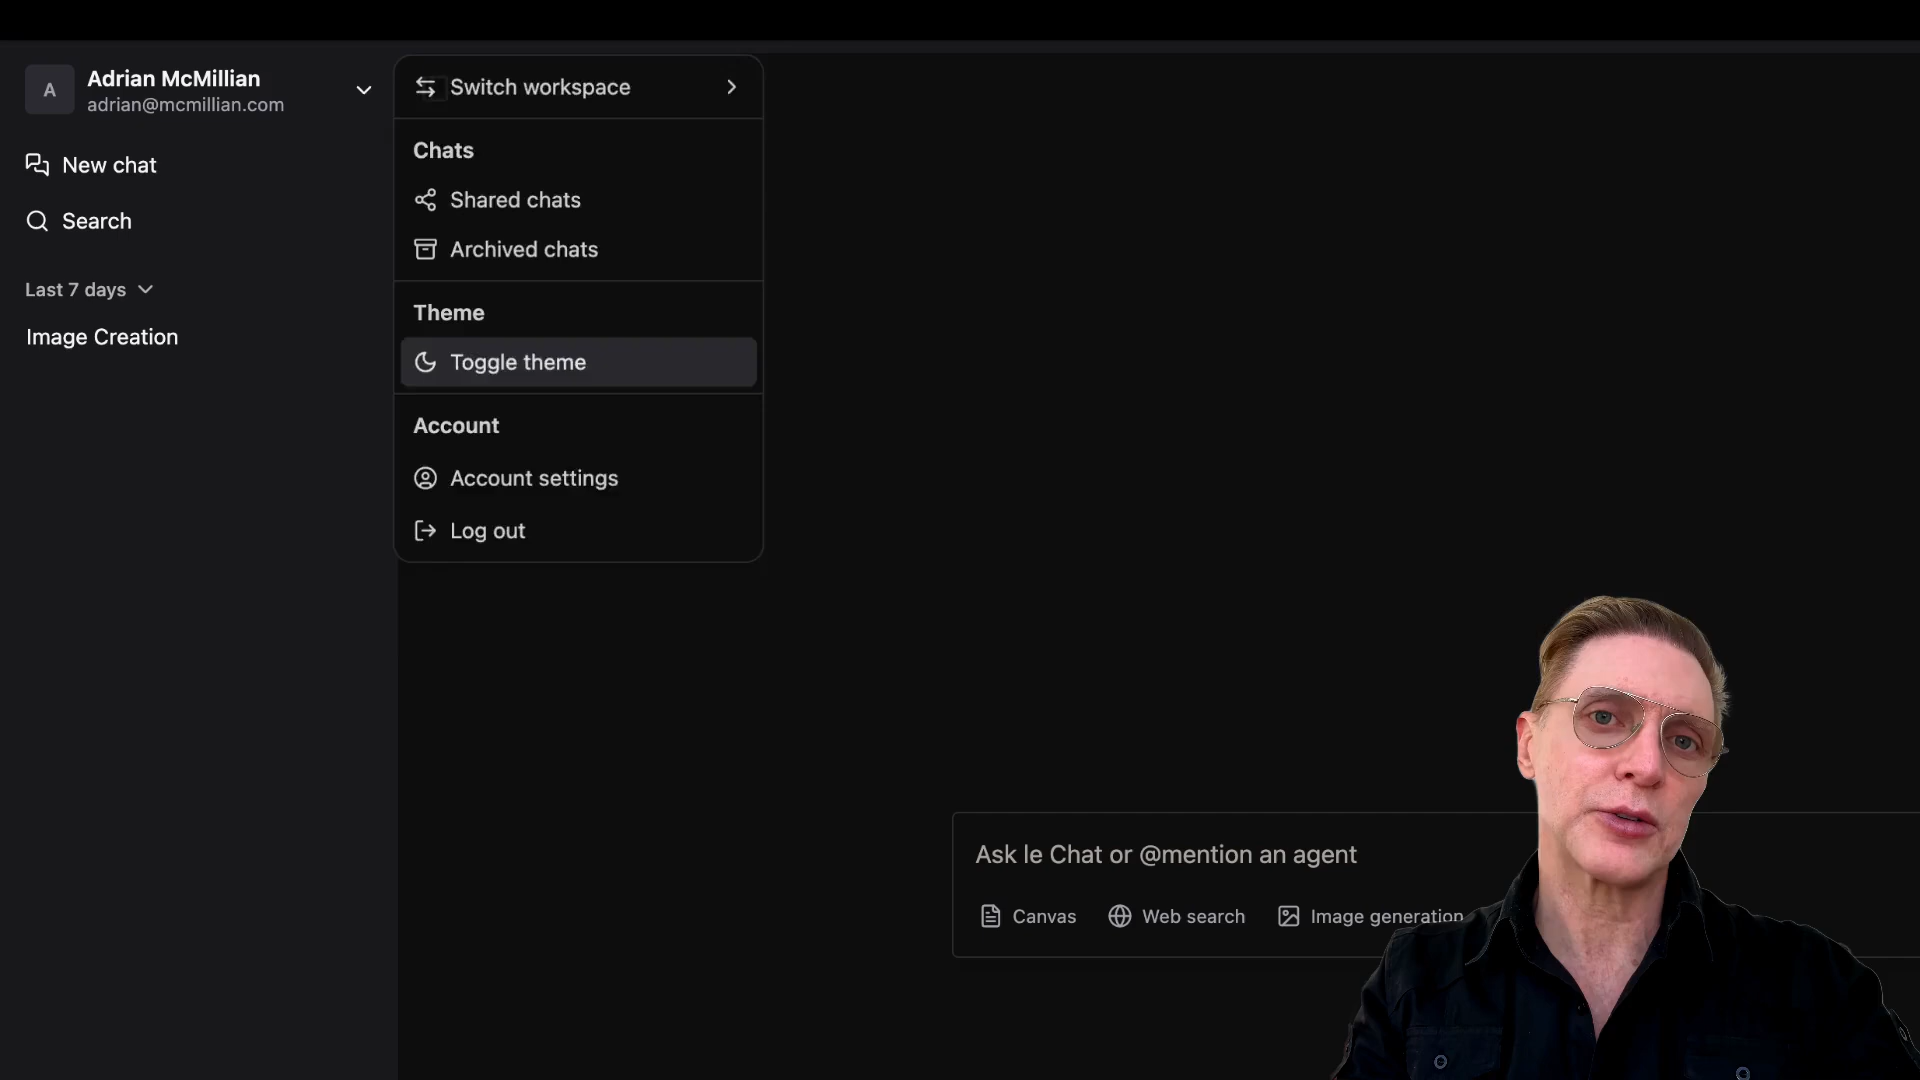 A
Adrian McMillian
adrian@mcmillian.com
New chat
Search
Last 7 days
Image Creation
Switch workspace
Chats
Shared chats
Archived chats
Theme
Toggle theme
Account
Account settings
Log out
Ask le Chat or @mention an agent
Canvas
Web search
Image generation